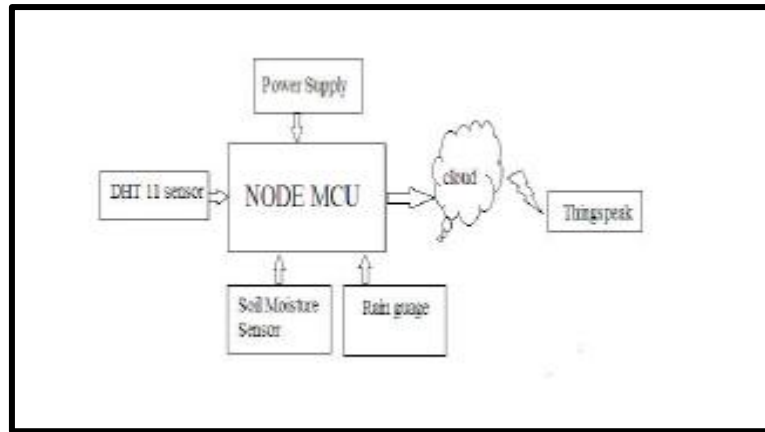 Power Supply
DHT 11 sensor
NODE MCU
cloud
Thingspeak
Soil Moisture
Sensor
Rain guage